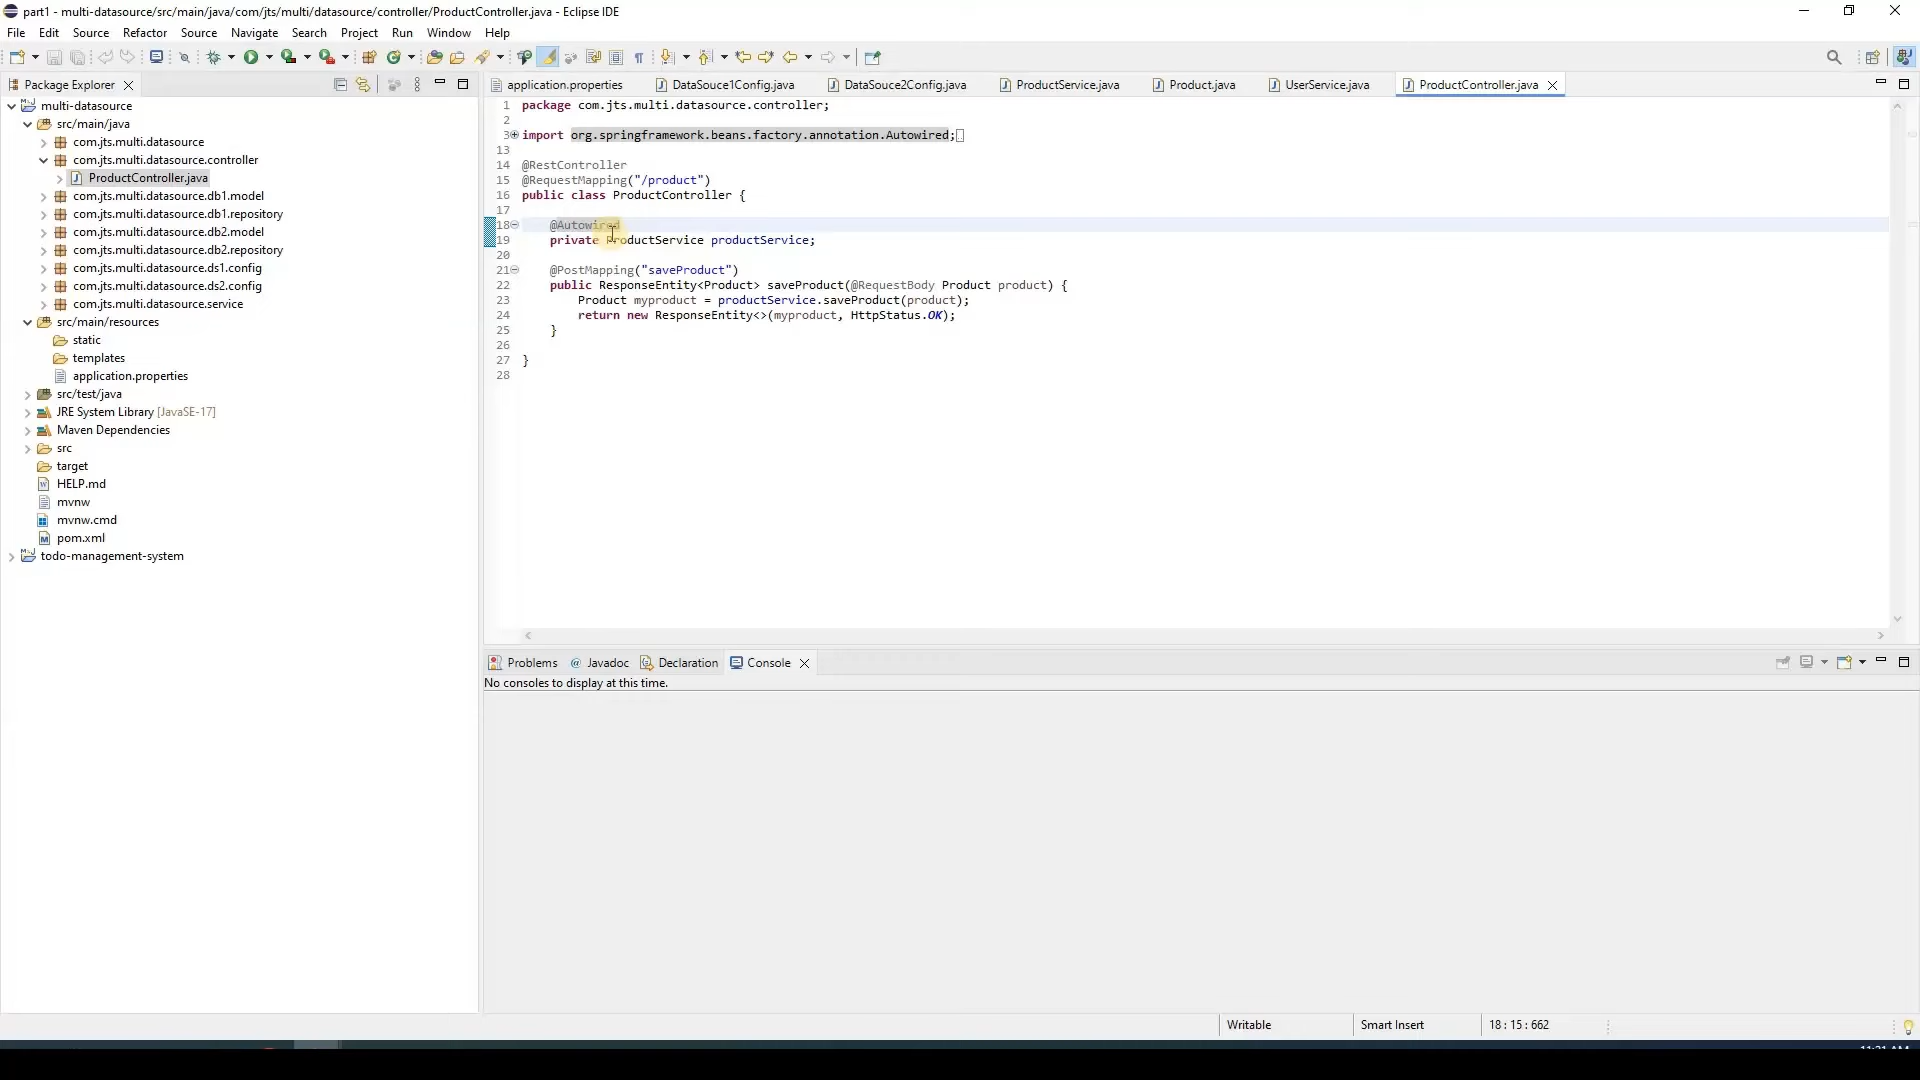 part1 - multi-datasource/src/main/java/com/jts/multi/datasource/controller/ProductController.java - Eclipse IDE
File Edit Source Refactor Source Navigate Search Project Run Window Help
Package Explorer
multi-datasource
src/main/java
com.jts.multi.datasource
com.jts.multi.datasource.controller
ProductController.java
com.jts.multi.datasource.db1.model
com.jts.multi.datasource.db1.repository
com.jts.multi.datasource.db2.model
com.jts.multi.datasource.db2.repository
com.jts.multi.datasource.ds1.config
com.jts.multi.datasource.ds2.config
com.jts.multi.datasource.service
src/main/resources
static
templates
application.properties
src/test/java
JRE System Library [JavaSE-17]
Maven Dependencies
src
target
HELP.md
mvnw
mvnw.cmd
pom.xml
todo-management-system
application.properties DataSouce1Config.java DataSouce2Config.java ProductService.java Product.java UserService.java ProductController.java
1 package com.jts.multi.datasource.controller;
2
3 import org.springframework.beans.factory.annotation.Autowired;
13
14 @RestController
15 @RequestMapping("/product")
16 public class ProductController {
17
18 @Autowired
19 private ProductService productService;
20
21 @PostMapping("saveProduct")
22 public ResponseEntity<Product> saveProduct(@RequestBody Product product) {
23 Product myproduct = productService.saveProduct(product);
24 return new ResponseEntity<>(myproduct, HttpStatus.OK);
25 }
26
27 }
28
Problems @ Javadoc Declaration Console
No consoles to display at this time.
Writable Smart Insert 18 : 15 : 662